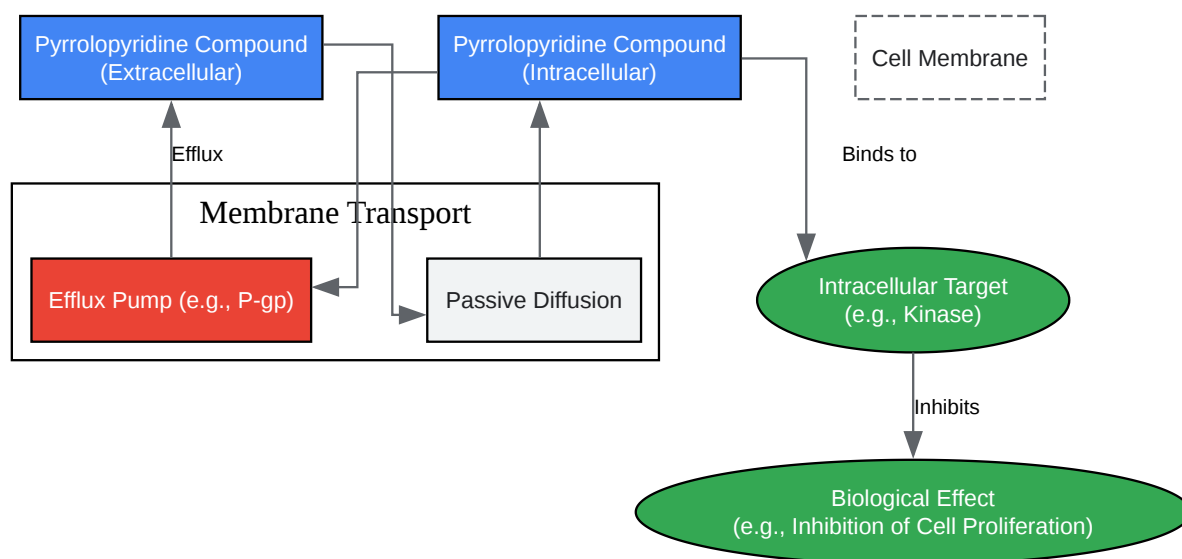 Pyrrolopyridine Compound
(Extracellular)
Pyrrolopyridine Compound
(Intracellular)
Cell Membrane
Efflux
Binds to
Membrane Transport
Efflux Pump (e.g., P-gp)
Passive Diffusion
Intracellular Target
(e.g., Kinase)
Inhibits
Biological Effect
(e.g., Inhibition of Cell Proliferation)